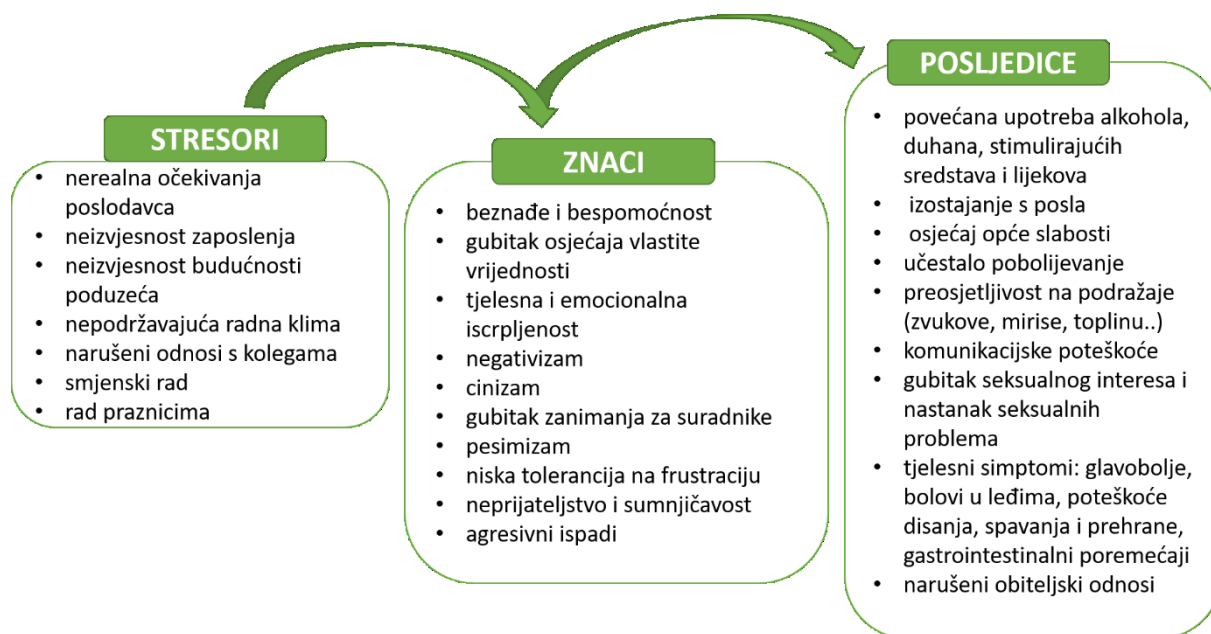 STRESORI
• nerealna očekivanja
poslodavca
• neizvjesnost zaposlenja
• neizvjesnost budućnosti
poduzeća
• nepodržavajuća radna klima
• narušeni odnosi s kolegama
• smjenski rad
• rad praznicima
ZNACI
• beznađe i bespomoćnost
• gubitak osjećaja vlastite
vrijednosti
• tjelesna i emocionalna
iscrpljenost
• negativizam
• cinizam
• gubitak zanimanja za suradnike
• pesimizam
• niska tolerancija na frustraciju
• neprijateljstvo i sumnjičavost
• agresivni ispadi
POSLJEDICE
• povećana upotreba alkohola,
duhana, stimulirajućih
sredstava i lijekova
• izostajanje s posla
• osjećaj opće slabosti
• učestalo pobolijevanje
• preosjetljivost na podražaje
(zvukove, mirise, toplinu..)
• komunikacijske poteškoće
• gubitak seksualnog interesa i
nastanak seksualnih
problema
• tjelesni simptomi: glavobolje,
bolovi u leđima, poteškoće
disanja, spavanja i prehrane,
gastrointestinalni poremećaji
• narušeni obiteljski odnosi